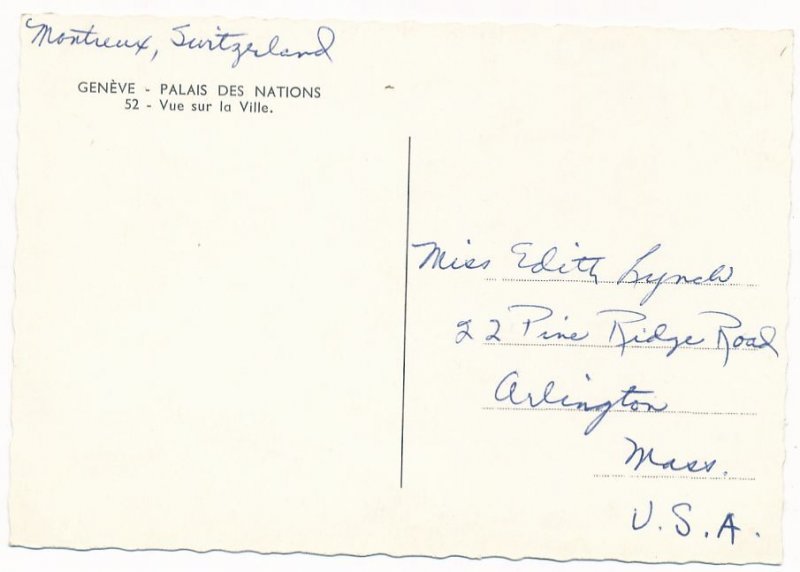 Montreux, Switzerland
GENÈVE - PALAIS DES NATIONS
52 - Vue sur la Ville.
Miss Edith Lynch
22 Pine Ridge Road
Arlington
Mass.
U.S.A.